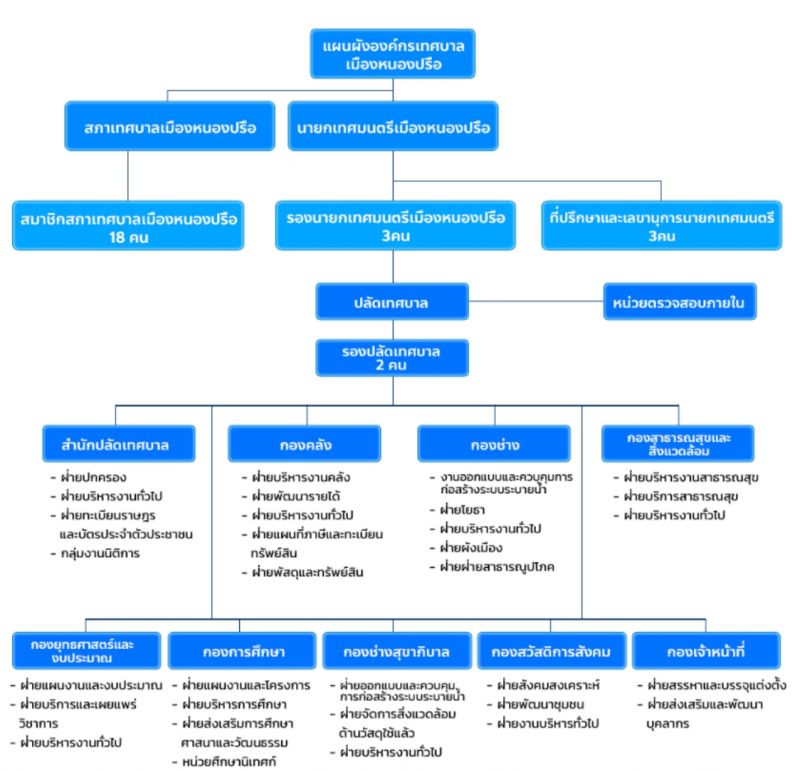 แผนผังองค์กรเทศบาล
เมืองหนองปรือ
สภาเทศบาลเมืองหนองปรือ
นายกเทศมนตรีเมืองหนองปรือ
สมาชิกสภาเทศบาลเมืองหนองปรือ
18 คน
รองนายกเทศมนตรีเมืองหนองปรือ
3คน
ที่ปรึกษาและเลขานุการนายกเทศมนตรี
3คน
ปลัดเทศบาล
หน่วยตรวจสอบภายใน
รองปลัดเทศบาล
2 คน
สำนักปลัดเทศบาล
- ฝ่ายปกครอง
- ฝ่ายบริหารงานทั่วไป
- ฝ่ายทะเบียนราษฎร
และบัตรประจำตัวประชาชน
- กลุ่มงานนิติการ
กองคลัง
- ฝ่ายบริหารงานคลัง
- ฝ่ายพัฒนารายได้
- ฝ่ายบริหารงานทั่วไป
- ฝ่ายแผนที่ภาษีและทะเบียน
ทรัพย์สิน
- ฝ่ายพัสดุและทรัพย์สิน
กองช่าง
- งานออกแบบและควบคุมการ
ก่อสร้างระบบระบายน้ำ
- ฝ่ายโยธา
- ฝ่ายบริหารงานทั่วไป
- ฝ่ายผังเมือง
- ฝ่ายฝ่ายสาธารณูปโภค
กองสาธารณสุขและ
สิ่งแวดล้อม
- ฝ่ายบริหารงานสาธารณสุข
- ฝ่ายบริการสาธารณสุข
- ฝ่ายบริหารงานทั่วไป
กองยุทธศาสตร์และ
งบประมาณ
- ฝ่ายแผนงานและงบประมาณ
- ฝ่ายบริการและเผยแพร่
วิชาการ
- ฝ่ายบริหารงานทั่วไป
กองการศึกษา
- ฝ่ายแผนงานและโครงการ
- ฝ่ายบริหารการศึกษา
- ฝ่ายส่งเสริมการศึกษา
ศาสนาและวัฒนธรรม
- หน่วยศึกษานิเทศก์
กองช่างสุขาภิบาล
- ฝ่ายออกแบบและควบคุม
การก่อสร้างระบบระบายน้ำ
- ฝ่ายจัดการสิ่งแวดล้อม
ด้านวัสดุใช้แล้ว
- ฝ่ายบริหารงานทั่วไป
กองสวัสดิการสังคม
- ฝ่ายสังคมสงเคราะห์
- ฝ่ายพัฒนาชุมชน
- ฝ่ายงานบริหารทั่วไป
กองเจ้าหน้าที่
- ฝ่ายสรรหาและบรรจุแต่งตั้ง
- ฝ่ายส่งเสริมและพัฒนา
บุคลากร